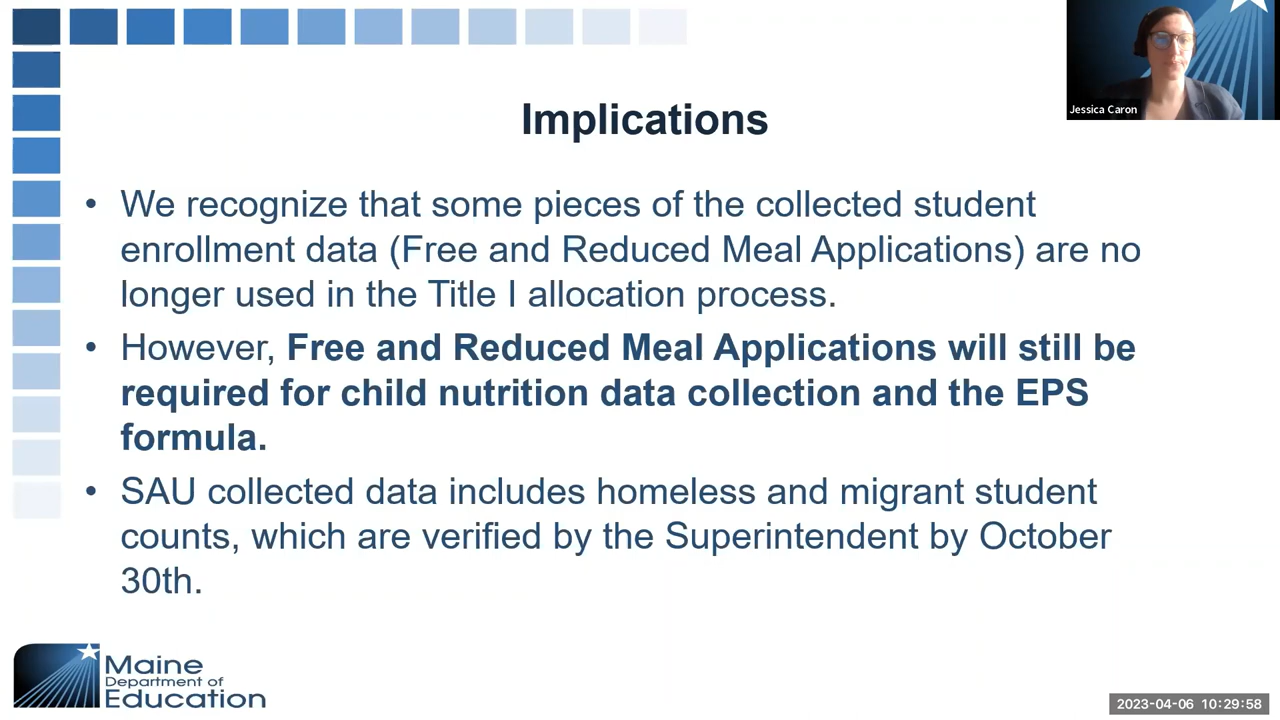 Jessica Caron
Implications
• We recognize that some pieces of the collected student
enrollment data (Free and Reduced Meal Applications) are no
longer used in the Title I allocation process.
• However, Free and Reduced Meal Applications will still be
required for child nutrition data collection and the EPS
formula.
• SAU collected data includes homeless and migrant student
counts, which are verified by the Superintendent by October
30th.
Maine
Department of
Education
2023-04-06 10:29:58